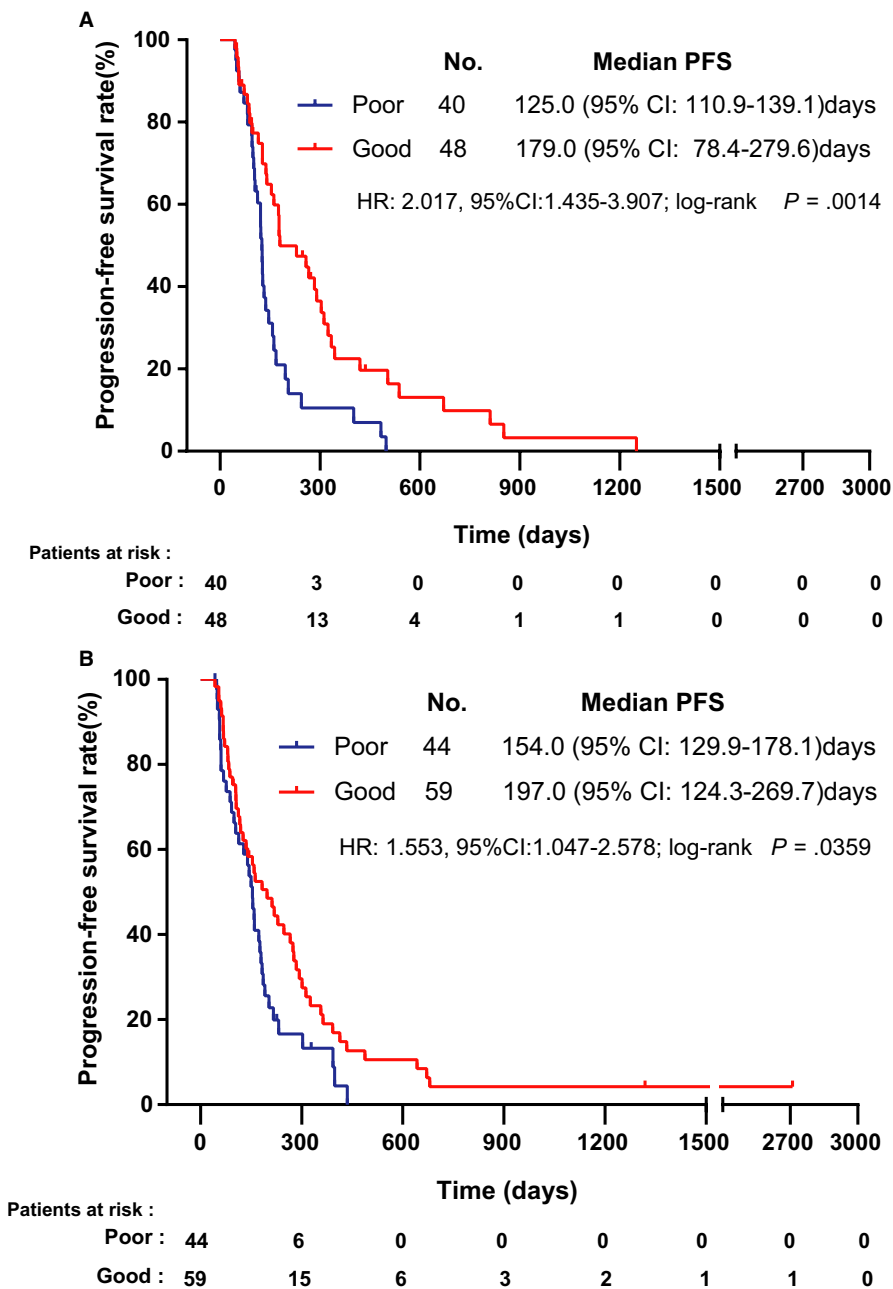 A
Progression-free survival rate(%)
100
80
60
40
20
0
No. Median PFS
Poor 40 125.0 (95% CI: 110.9-139.1)days
Good 48 179.0 (95% CI: 78.4-279.6)days
HR: 2.017, 95%CI:1.435-3.907; log-rank P = .0014
0 300 600 900 1200 1500 2700 3000
Time (days)
Patients at risk :
Poor : 40 3 0 0 0 0 0 0
Good : 48 13 4 1 1 0 0 0
B
Progression-free survival rate(%)
100
80
60
40
20
0
No. Median PFS
Poor 44 154.0 (95% CI: 129.9-178.1)days
Good 59 197.0 (95% CI: 124.3-269.7)days
HR: 1.553, 95%CI:1.047-2.578; log-rank P = .0359
0 300 600 900 1200 1500 2700 3000
Time (days)
Patients at risk :
Poor : 44 6 0 0 0 0 0 0
Good : 59 15 6 3 2 1 1 0